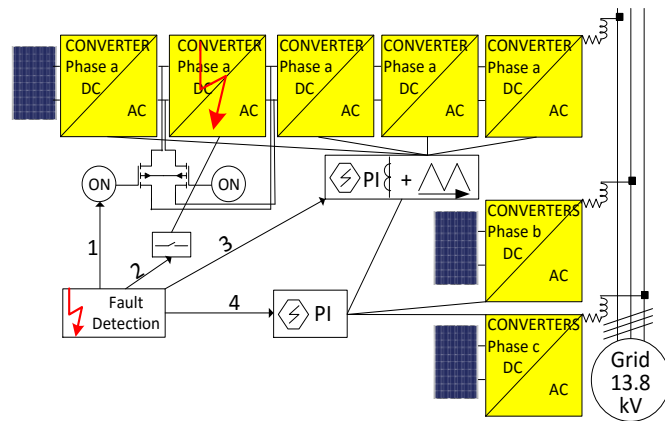 CONVERTER
Phase a
DC
AC
CONVERTER
Phase a
DC
AC
CONVERTER
Phase a
DC
AC
CONVERTER
Phase a
DC
AC
CONVERTER
Phase a
DC
AC
ON
ON
PI + 
1
2
3
CONVERTERS
Phase b
DC
AC
Fault
Detection
4
PI
CONVERTERS
Phase c
DC
AC
Grid
13.8
kV